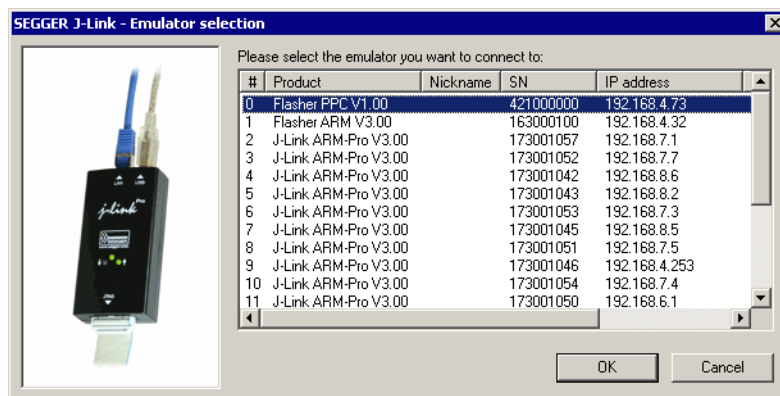 SEGGER J-Link - Emulator selection
Please select the emulator you want to connect to:
# Product Nickname SN IP address
0 Flasher PPC V1.00 421000000 192.168.4.73
1 Flasher ARM V3.00 163000100 192.168.4.32
2 J-Link ARM-Pro V3.00 173001057 192.168.7.1
3 J-Link ARM-Pro V3.00 173001052 192.168.7.7
4 J-Link ARM-Pro V3.00 173001042 192.168.8.6
5 J-Link ARM-Pro V3.00 173001043 192.168.8.2
6 J-Link ARM-Pro V3.00 173001053 192.168.7.3
7 J-Link ARM-Pro V3.00 173001045 192.168.8.5
8 J-Link ARM-Pro V3.00 173001051 192.168.7.5
9 J-Link ARM-Pro V3.00 173001046 192.168.4.253
10 J-Link ARM-Pro V3.00 173001054 192.168.7.4
11 J-Link ARM-Pro V3.00 173001050 192.168.6.1
LAN USB
J-Link Pro
SEGGER
JTAG
OK Cancel